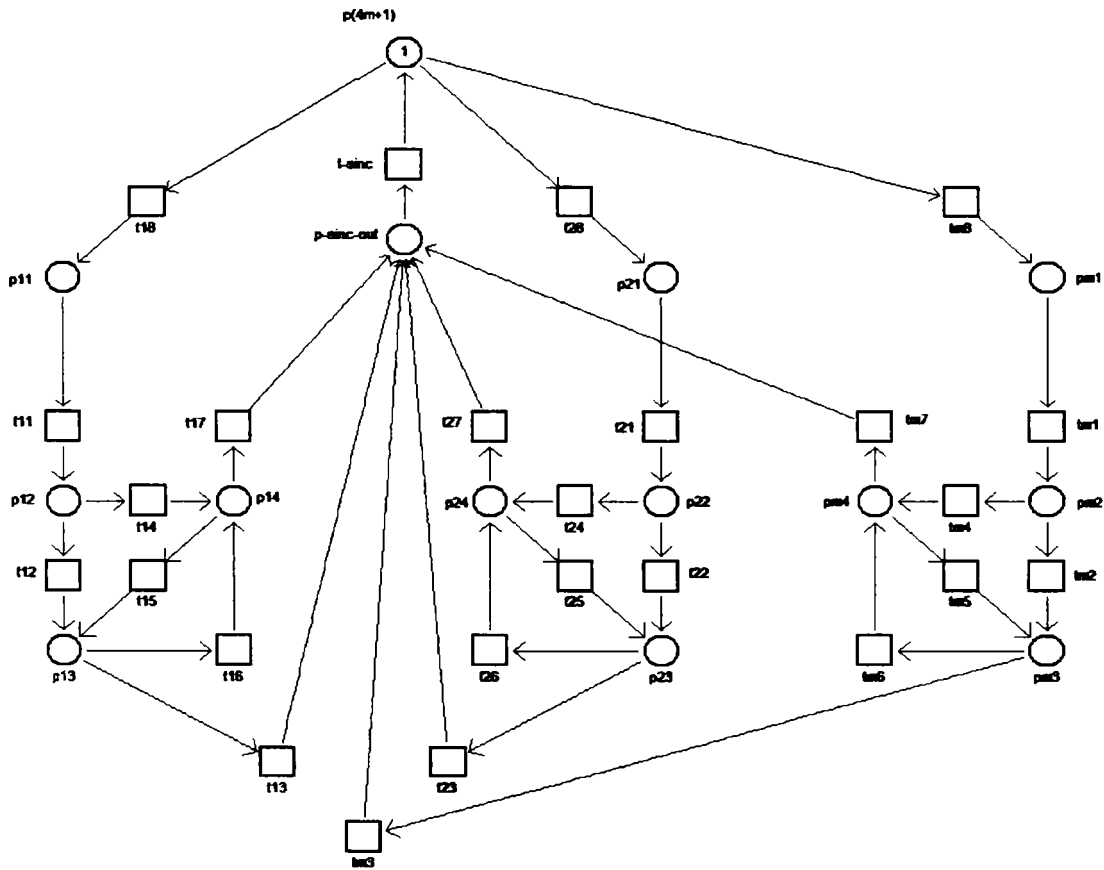 p(4m+1)
1
t-sinc
t18
t28
tm8
p-sinc-out
p11
p21
pm1
t11
t17
t27
t21
tm7
tm1
p12
t14
p14
p24
t24
p22
pm4
tm4
pm2
t12
t15
t25
t22
tm5
tm2
p13
t16
t26
p23
tm6
pm3
t13
t23
tm3